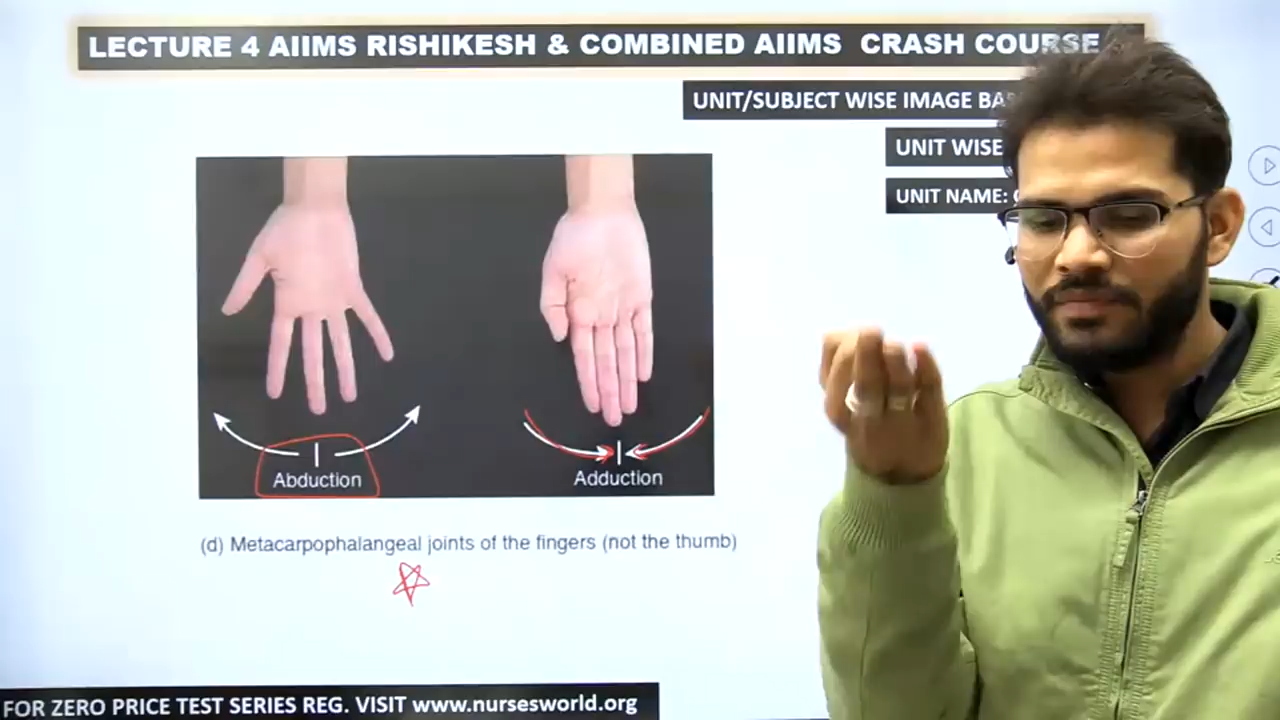 LECTURE 4 AIIMS RISHIKESH & COMBINED AIIMS CRASH COURSE
UNIT/SUBJECT WISE IMAGE
UNIT WISE
UNIT NAME:
Abduction
Adduction
(d) Metacarpophalangeal joints of the fingers (not the thumb)
FOR ZERO PRICE TEST SERIES REG. VISIT www.nursesworld.org